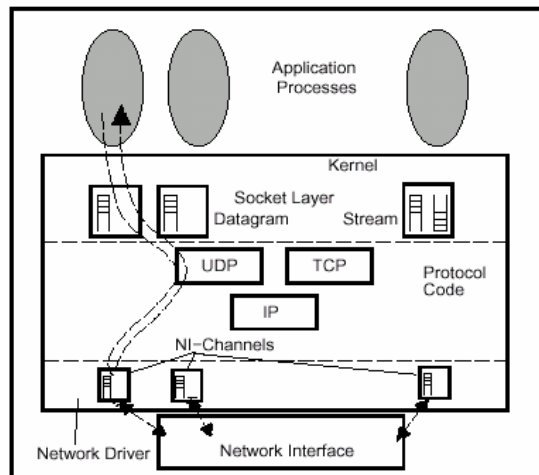 Application
Processes
Kernel
Socket Layer
Datagram
Stream
UDP
TCP
Protocol
Code
IP
NI-Channels
Network Driver
Network Interface